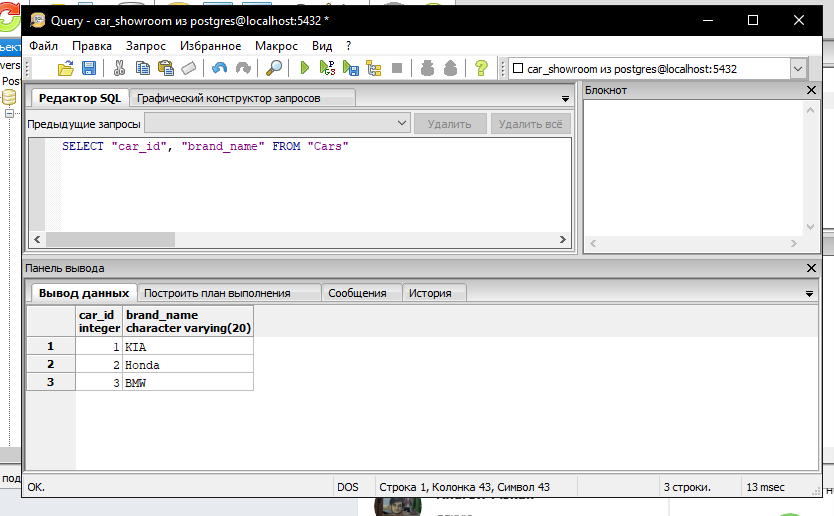 Query - car_showroom из postgres@localhost:5432 *
Файл Правка Запрос Избранное Макрос Вид ?
car_showroom из postgres@localhost:5432
Редактор SQL Графический конструктор запросов
Блокнот
Предыдущие запросы Удалить Удалить всё
SELECT "car_id", "brand_name" FROM "Cars"
Панель вывода
Вывод данных Построить план выполнения Сообщения История
car_id brand_name
integer character varying(20)
1 1 KIA
2 2 Honda
3 3 BMW
OK. DOS Строка 1, Колонка 43, Символ 43 3 строки. 13 msec
под